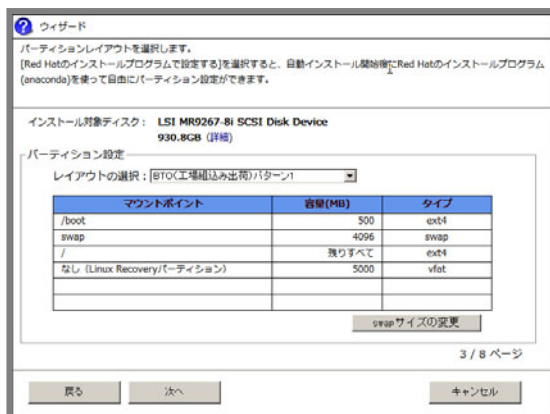 ウィザード
パーティションレイアウトを選択します。
[Red Hatのインストールプログラムで設定する]を選択すると、自動インストール開始後にRed Hatのインストールプログラム
(anaconda)を使って自由にパーティション設定ができます。
インストール対象ディスク： LSI MR9267-8i SCSI Disk Device
930.8GB (詳細)
パーティション設定
レイアウトの選択： BTO(工場組込み出荷)パターン1
マウントポイント 容量(MB) タイプ
/boot 500 ext4
swap 4096 swap
/ 残りすべて ext4
なし (Linux Recoveryパーティション) 5000 vfat
swapサイズの変更
3 / 8 ページ
戻る 次へ キャンセル